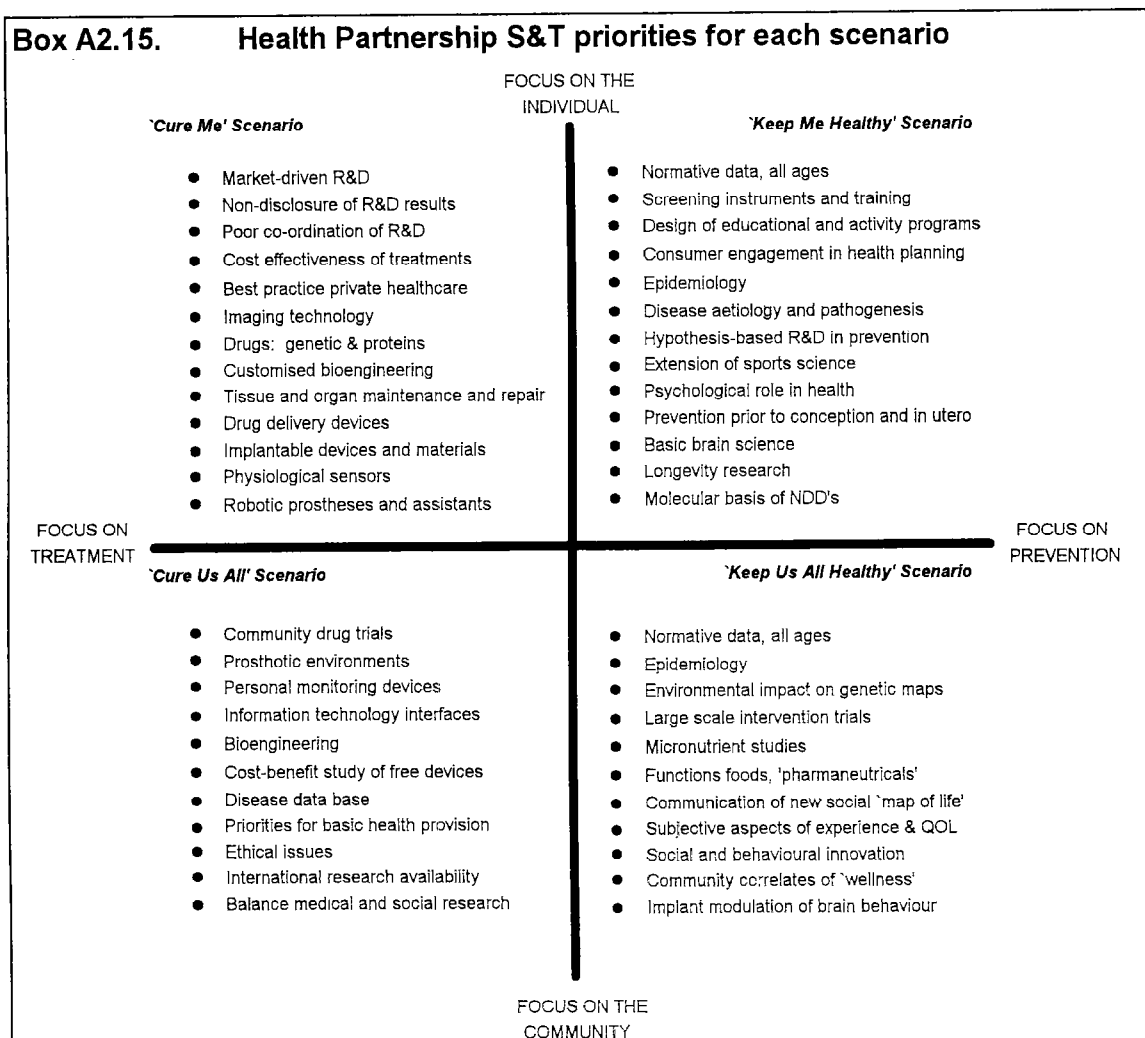 Box A2.15. Health Partnership S&T priorities for each scenario
FOCUS ON THE
INDIVIDUAL
`Cure Me' Scenario
● Market-driven R&D
● Non-disclosure of R&D results
● Poor co-ordination of R&D
● Cost effectiveness of treatments
● Best practice private healthcare
● Imaging technology
● Drugs: genetic & proteins
● Customised bioengineering
● Tissue and organ maintenance and repair
● Drug delivery devices
● Implantable devices and materials
● Physiological sensors
● Robotic prostheses and assistants
`Keep Me Healthy' Scenario
● Normative data, all ages
● Screening instruments and training
● Design of educational and activity programs
● Consumer engagement in health planning
● Epidemiology
● Disease aetiology and pathogenesis
● Hypothesis-based R&D in prevention
● Extension of sports science
● Psychological role in health
● Prevention prior to conception and in utero
● Basic brain science
● Longevity research
● Molecular basis of NDD's
FOCUS ON
TREATMENT
FOCUS ON
PREVENTION
`Cure Us All' Scenario
● Community drug trials
● Prosthotic environments
● Personal monitoring devices
● Information technology interfaces
● Bioengineering
● Cost-benefit study of free devices
● Disease data base
● Priorities for basic health provision
● Ethical issues
● International research availability
● Balance medical and social research
`Keep Us All Healthy' Scenario
● Normative data, all ages
● Epidemiology
● Environmental impact on genetic maps
● Large scale intervention trials
● Micronutrient studies
● Functions foods, 'pharmaneutricals'
● Communication of new social `map of life'
● Subjective aspects of experience & QOL
● Social and behavioural innovation
● Community correlates of `wellness'
● Implant modulation of brain behaviour
FOCUS ON THE
COMMUNITY